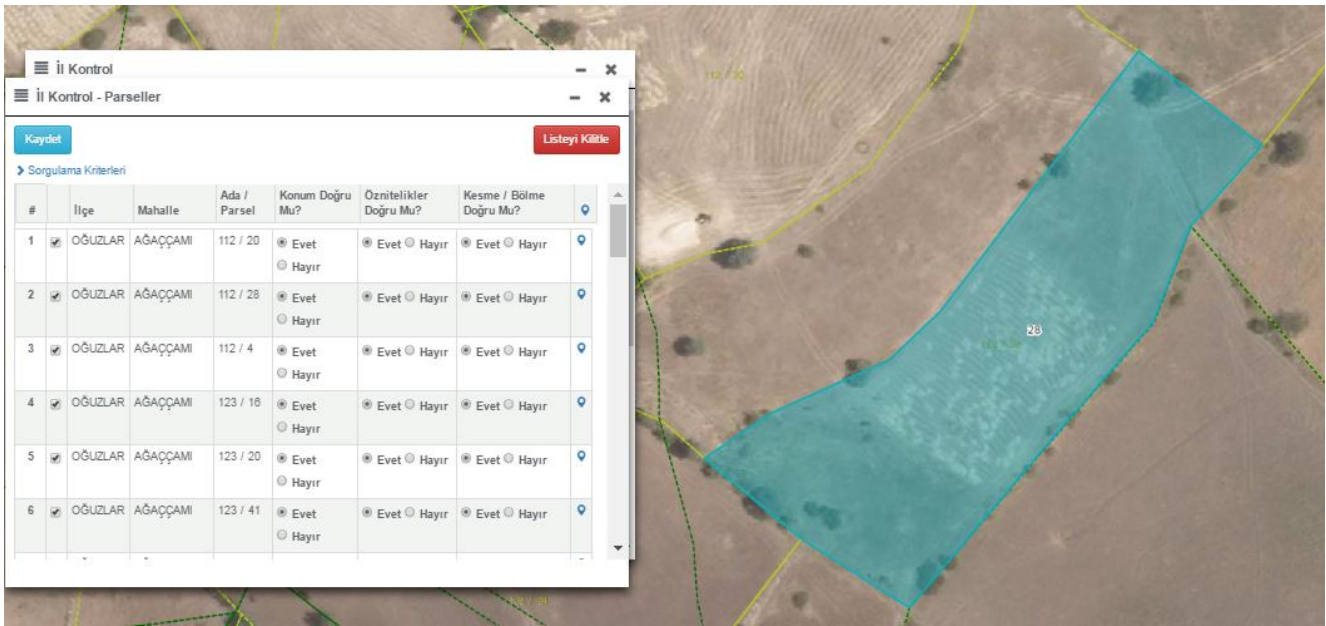 İl Kontrol
İl Kontrol - Parseller
Kaydet
Listeyi Kilitle
Sorgulama Kriterleri
# İlçe Mahalle Ada / Parsel Konum Doğru Mu? Öznitelikler Doğru Mu? Kesme / Bölme Doğru Mu?
1 OĞUZLAR AĞAÇÇAMI 112 / 20 Evet Hayır Evet Hayır Evet Hayır
2 OĞUZLAR AĞAÇÇAMI 112 / 28 Evet Hayır Evet Hayır Evet Hayır
3 OĞUZLAR AĞAÇÇAMI 112 / 4 Evet Hayır Evet Hayır Evet Hayır
4 OĞUZLAR AĞAÇÇAMI 123 / 16 Evet Hayır Evet Hayır Evet Hayır
5 OĞUZLAR AĞAÇÇAMI 123 / 20 Evet Hayır Evet Hayır Evet Hayır
6 OĞUZLAR AĞAÇÇAMI 123 / 41 Evet Hayır Evet Hayır Evet Hayır
28